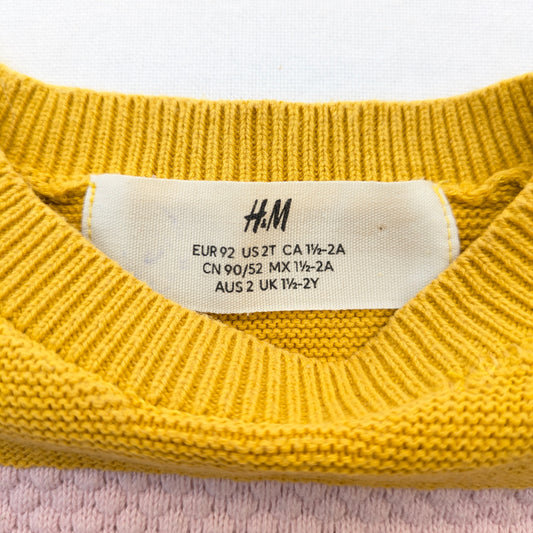 H&M
EUR 92 US 2T CA 1½-2A
CN 90/52 MX 1½-2A
AUS 2 UK 1½-2Y